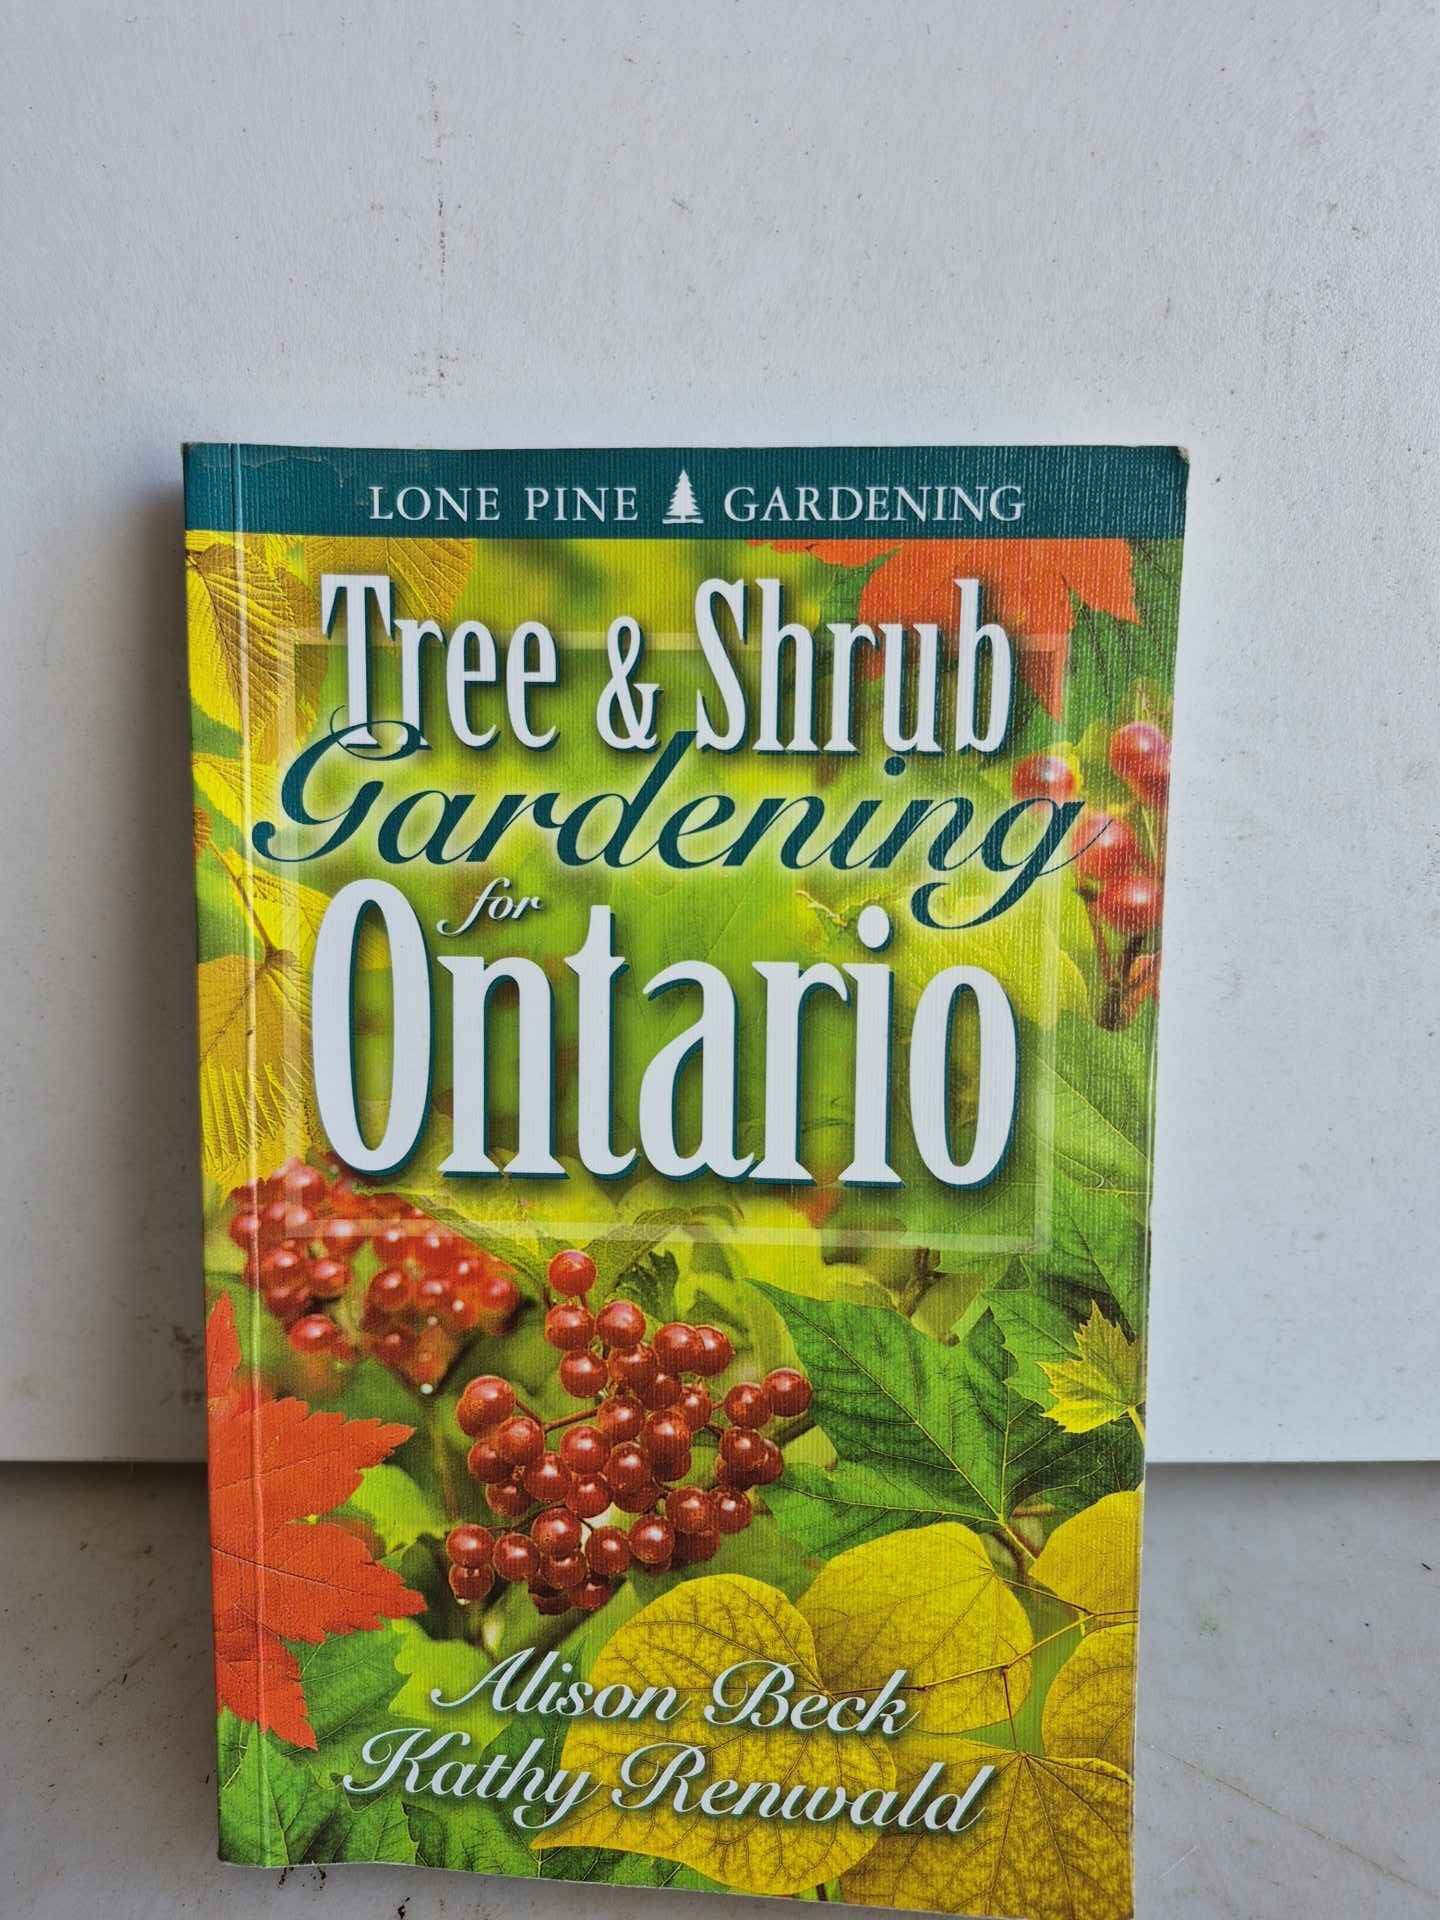 LONE PINE GARDENING
Tree & Shrub
Gardening
for
Ontario
Alison Beck
Kathy Renwald